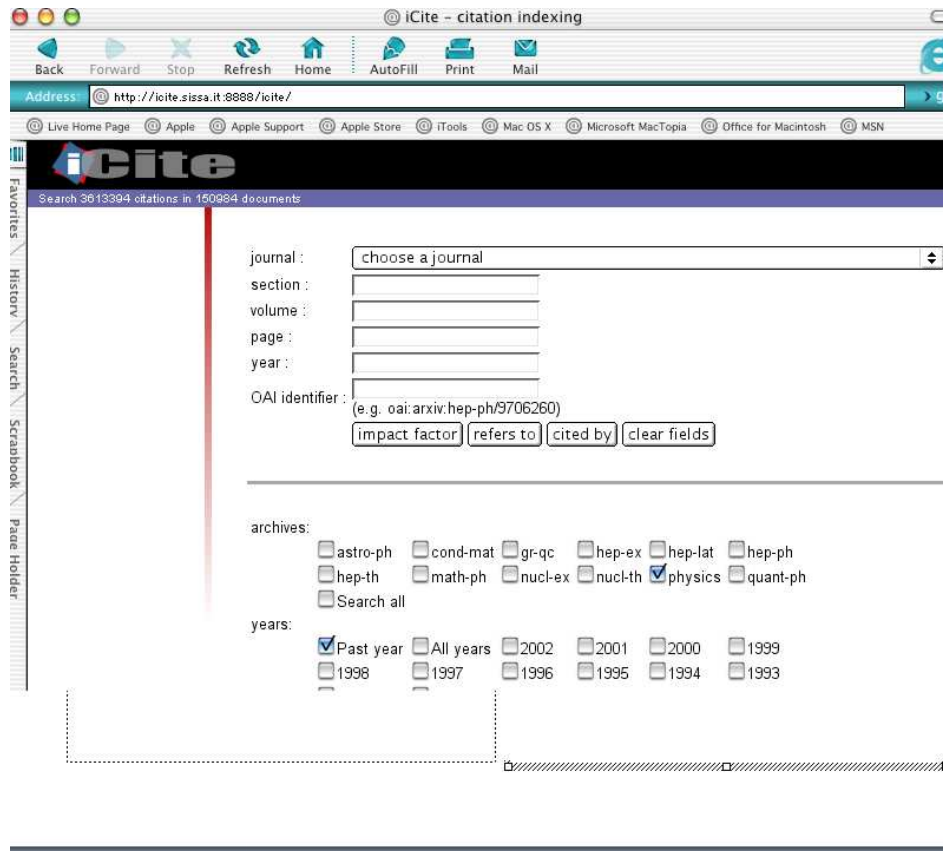 @ iCite – citation indexing
Back Forward Stop Refresh Home AutoFill Print Mail
Address: @ http://icite.sissa.it:8888/icite/
@ Live Home Page @ Apple @ Apple Support @ Apple Store @ iTools @ Mac OS X @ Microsoft MacTopia @ Office for Macintosh @ MSN
iCite
Search 3613394 citations in 150984 documents
Favorites
History
Search
Scrapbook
Page Holder
journal : choose a journal
section :
volume :
page :
year :
OAI identifier :
(e.g. oai:arxiv:hep-ph/9706260)
impact factor refers to cited by clear fields
archives:
astro-ph cond-mat gr-qc hep-ex hep-lat hep-ph
hep-th math-ph nucl-ex nucl-th physics quant-ph
Search all
years:
Past year All years 2002 2001 2000 1999
1998 1997 1996 1995 1994 1993